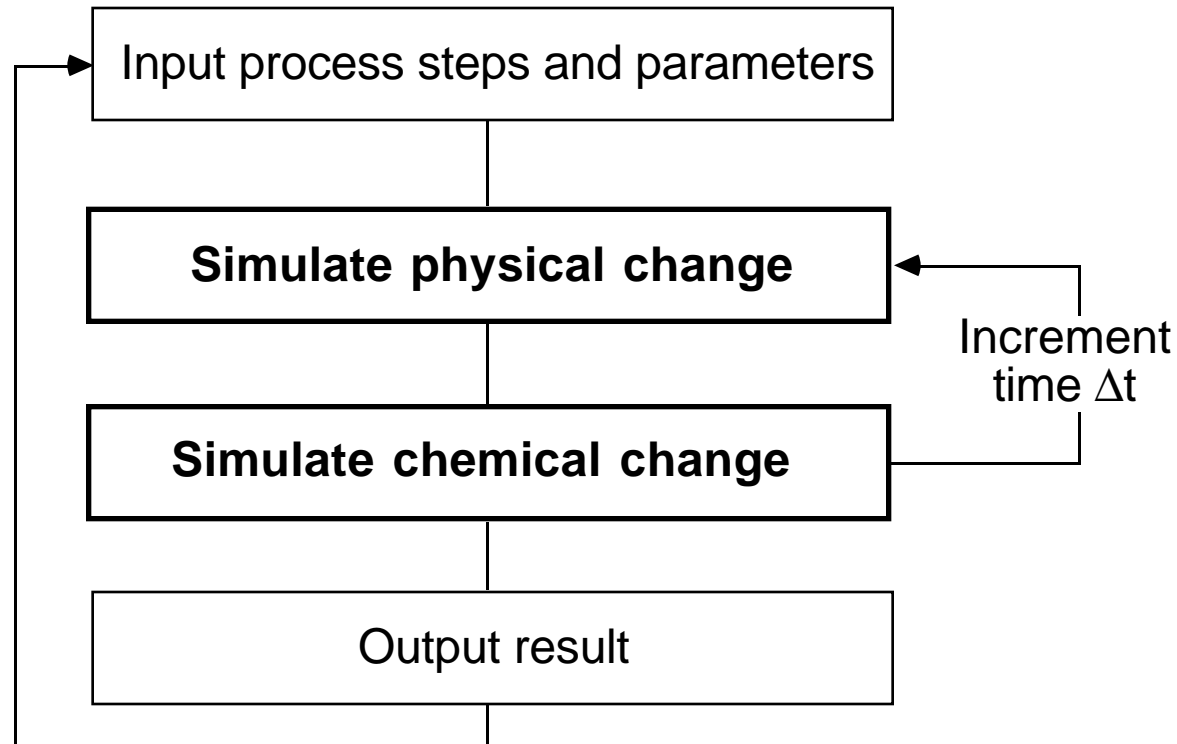 Input process steps and parameters
Simulate physical change
Increment
time Δt
Simulate chemical change
Output result